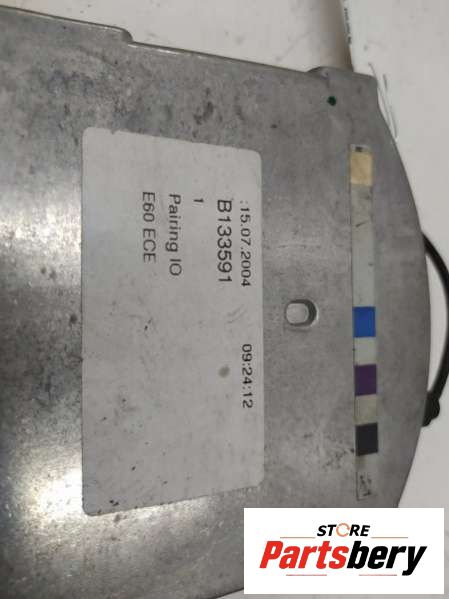 :15.07.2004 09:24:12
B133591
1
Pairing IO
E60 ECE
STORE
Partsbery